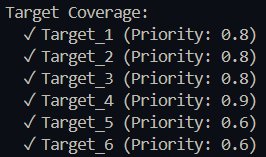 Target Coverage:
✓ Target_1 (Priority: 0.8)
✓ Target_2 (Priority: 0.8)
✓ Target_3 (Priority: 0.8)
✓ Target_4 (Priority: 0.9)
✓ Target_5 (Priority: 0.6)
✓ Target_6 (Priority: 0.6)